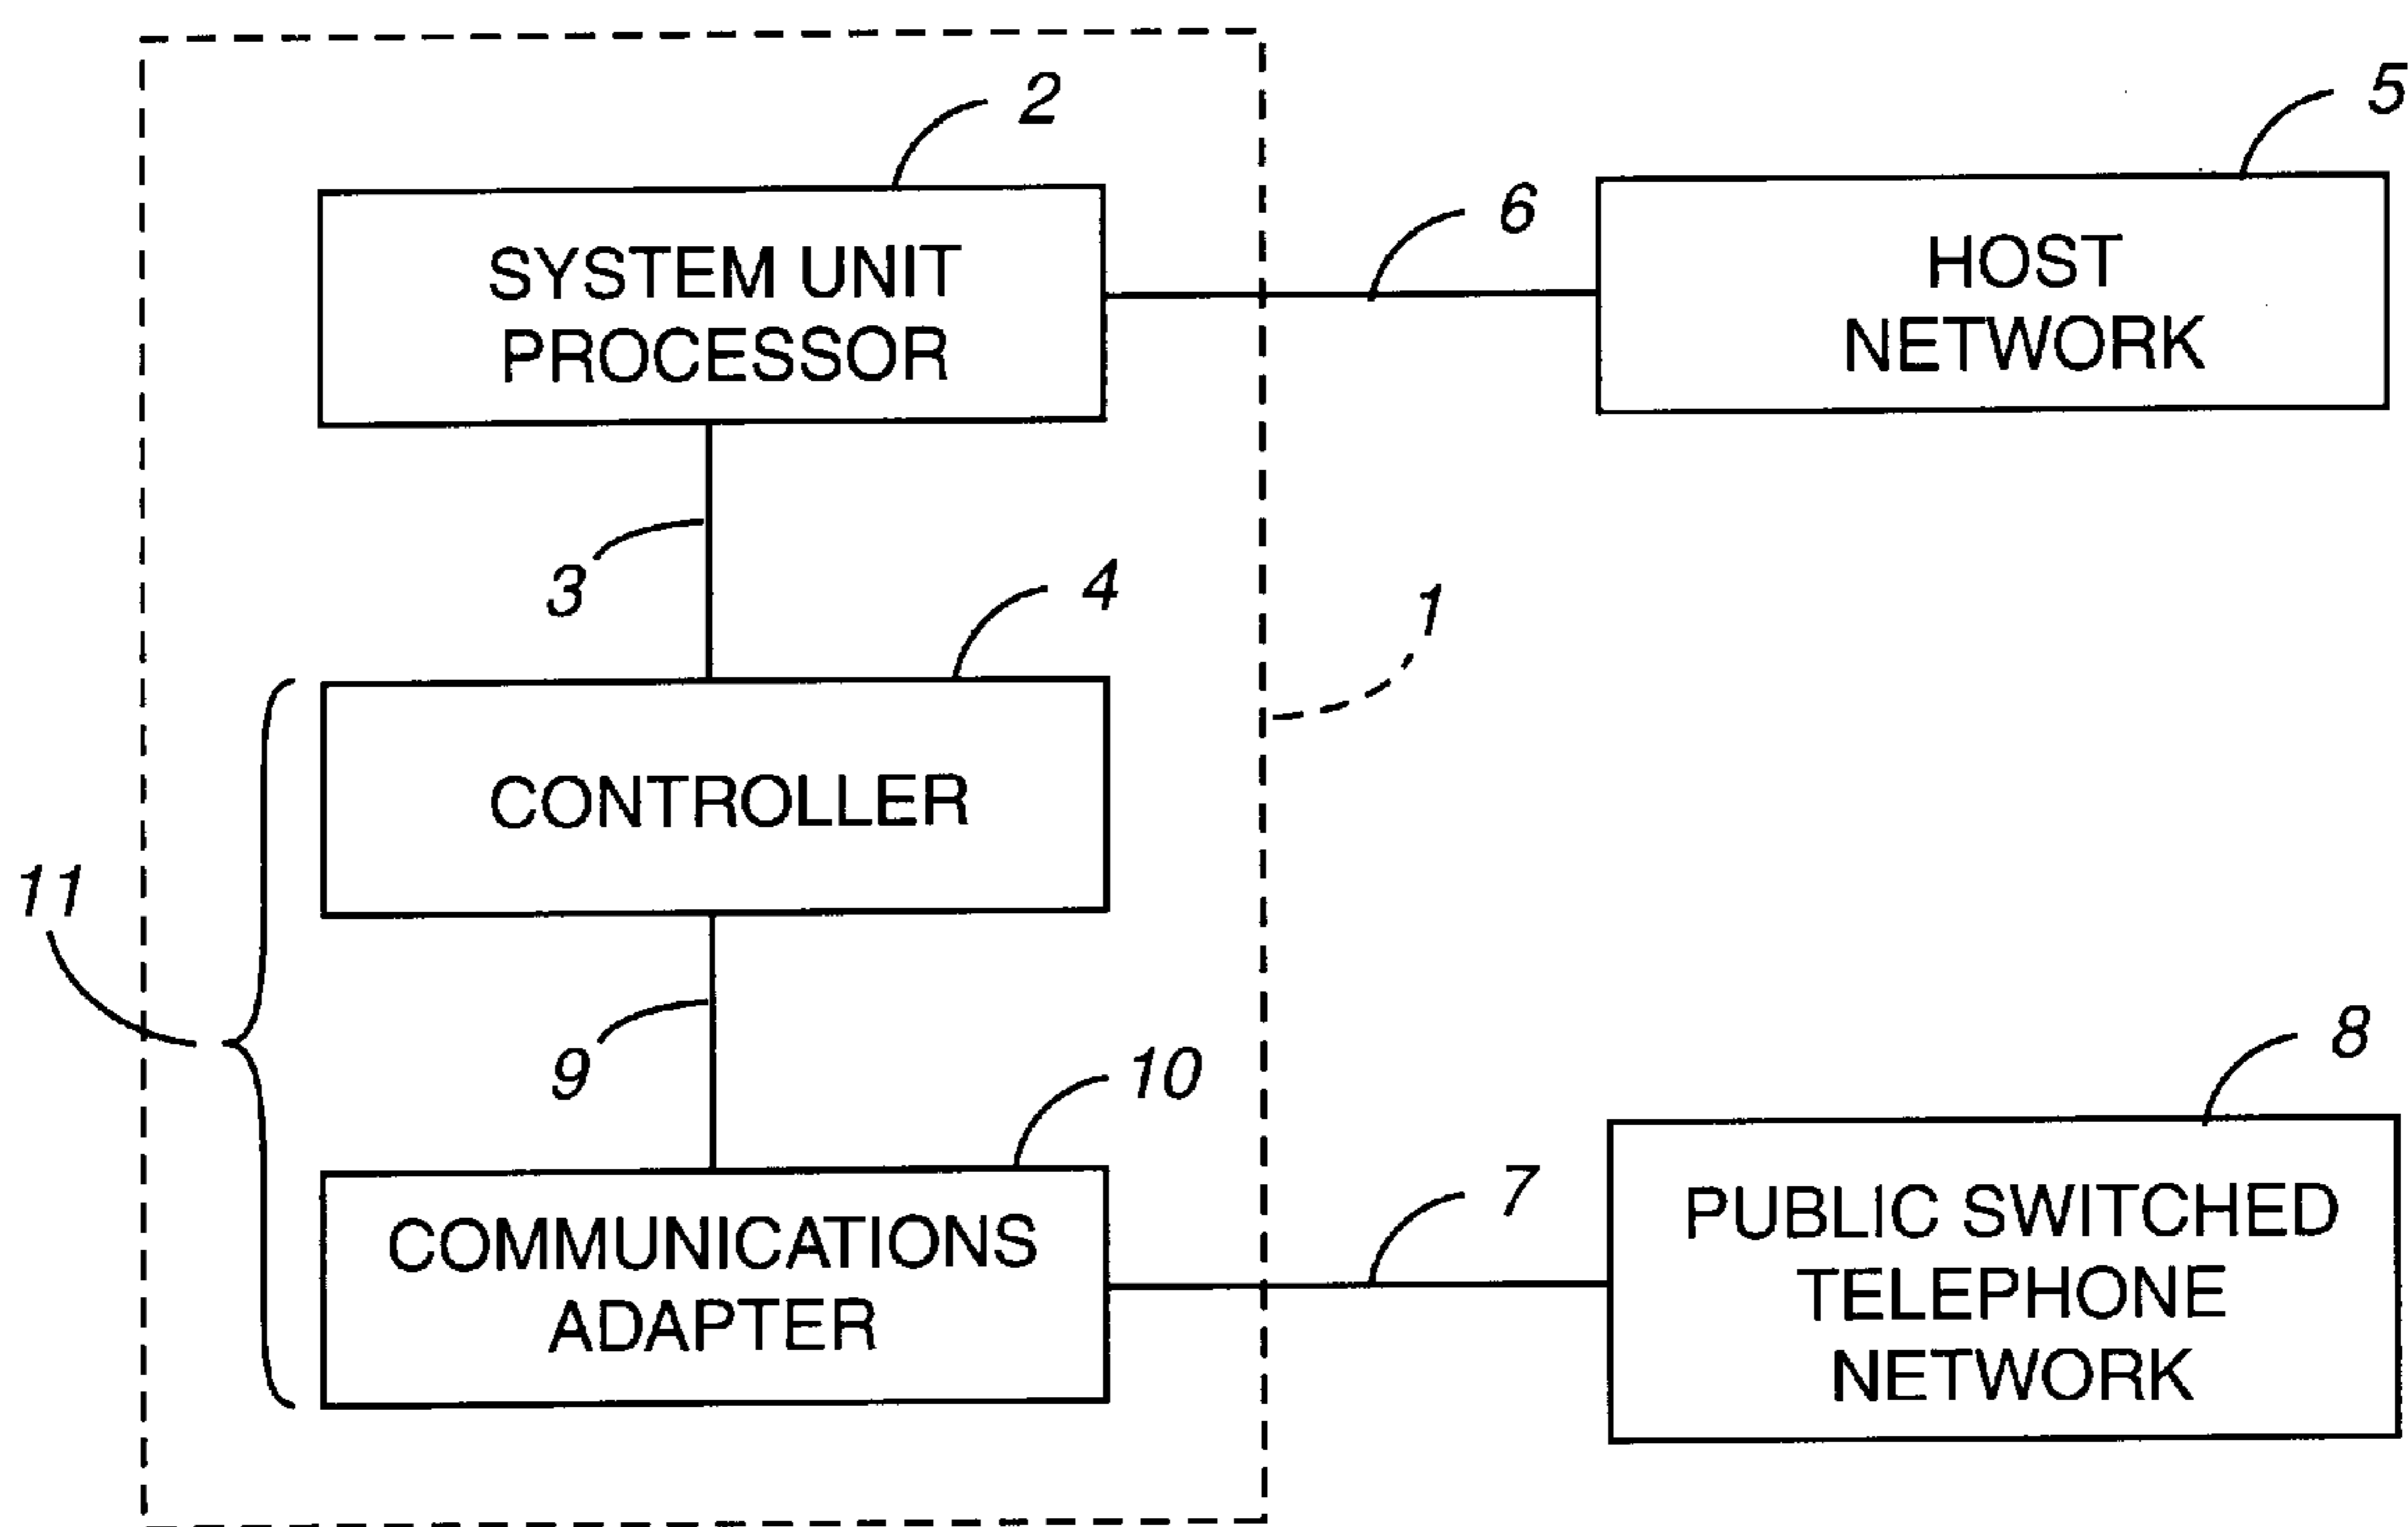 2
5
SYSTEM UNIT
PROCESSOR
6
HOST
NETWORK
3
4
1
CONTROLLER
11
9
10
8
COMMUNICATIONS
ADAPTER
7
PUBLIC SWITCHED
TELEPHONE
NETWORK